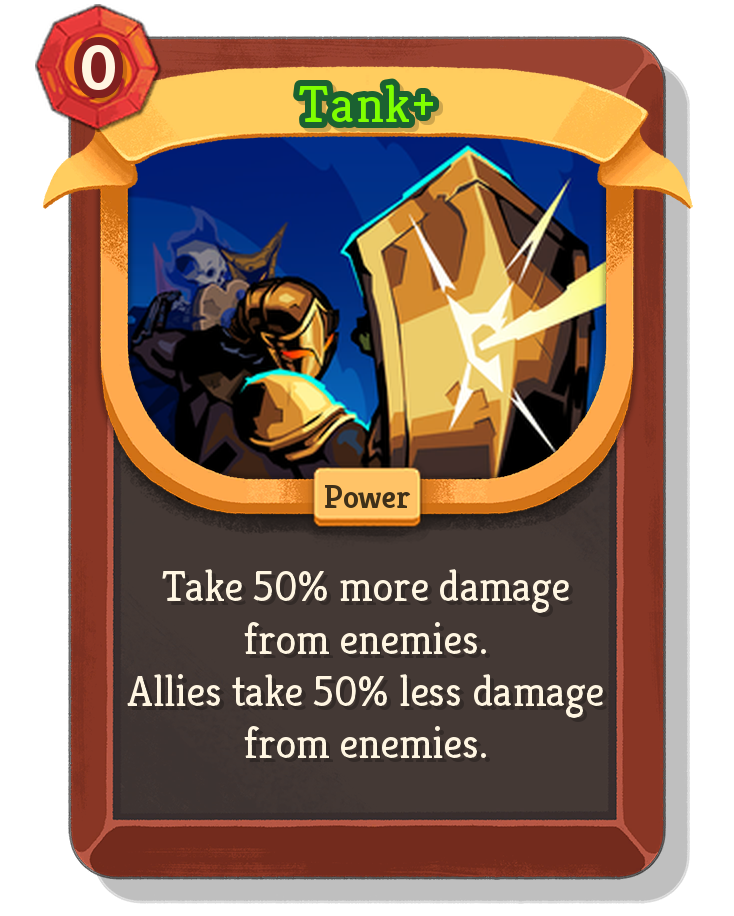 0
Tank+
Power
Take 50% more damage
from enemies.
Allies take 50% less damage
from enemies.